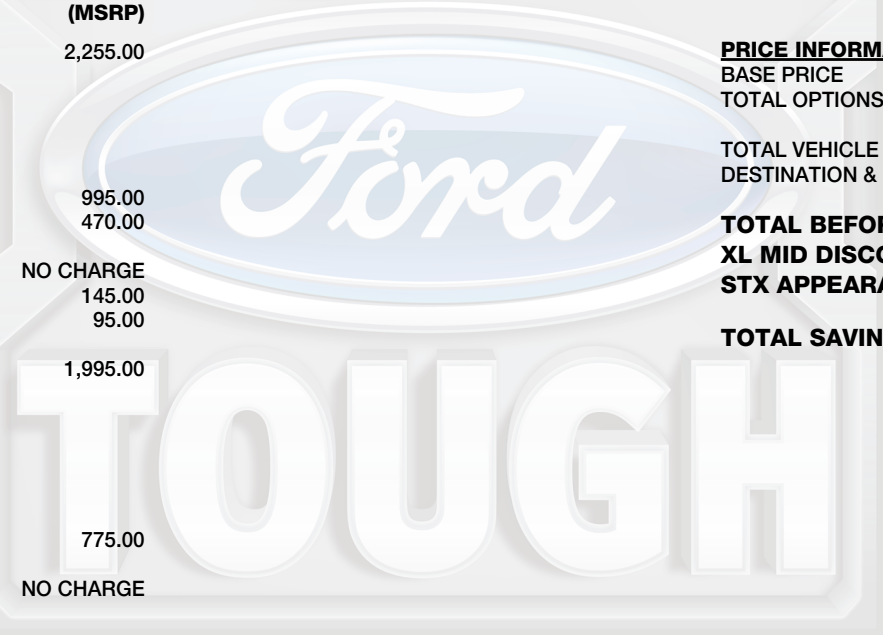 (MSRP)
2,255.00
995.00
470.00
NO CHARGE
145.00
95.00
1,995.00
775.00
NO CHARGE
PRICE INFORMA
BASE PRICE
TOTAL OPTIONS
TOTAL VEHICLE
DESTINATION &
TOTAL BEFOR
XL MID DISCO
STX APPEARA
TOTAL SAVIN
Ford
TOUGH